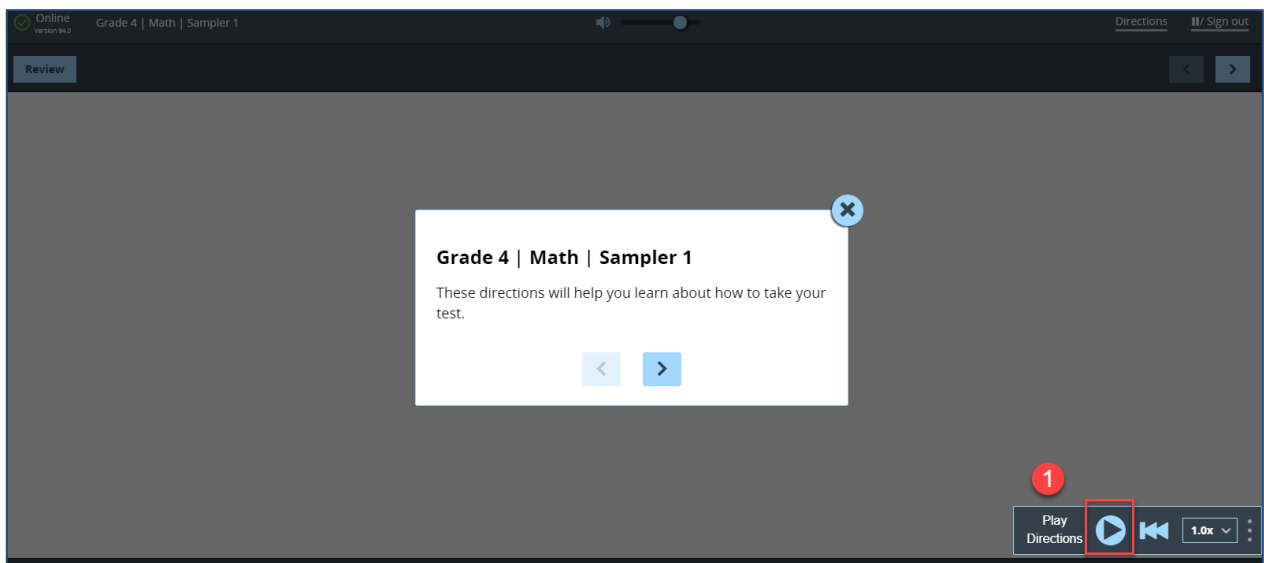 Online
Version 94.0
Grade 4 | Math | Sampler 1
Directions
/ Sign out
Review
Grade 4 | Math | Sampler 1
These directions will help you learn about how to take your
test.
1
Play
Directions
1.0x